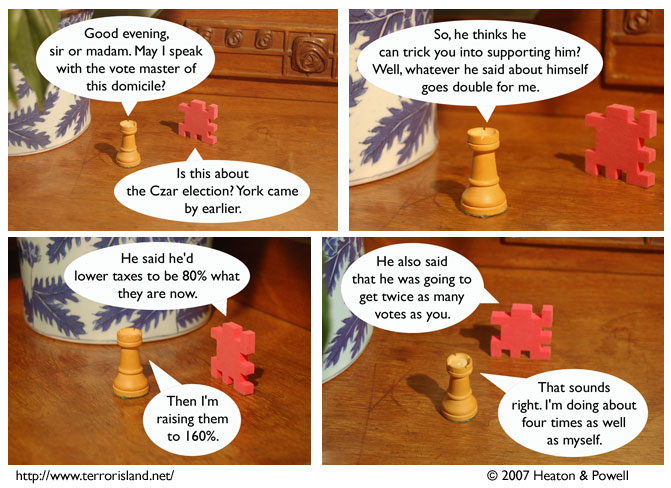 Good evening,
sir or madam. May I speak
with the vote master of
this domicile?
Is this about
the Czar election? York came
by earlier.
So, he thinks he
can trick you into supporting him?
Well, whatever he said about himself
goes double for me.
He said he'd
lower taxes to be 80% what
they are now.
Then I'm
raising them
to 160%.
He also said
that he was going to
get twice as many
votes as you.
That sounds
right. I'm doing about
four times as well
as myself.
http://www.terrorisland.net/
© 2007 Heaton & Powell